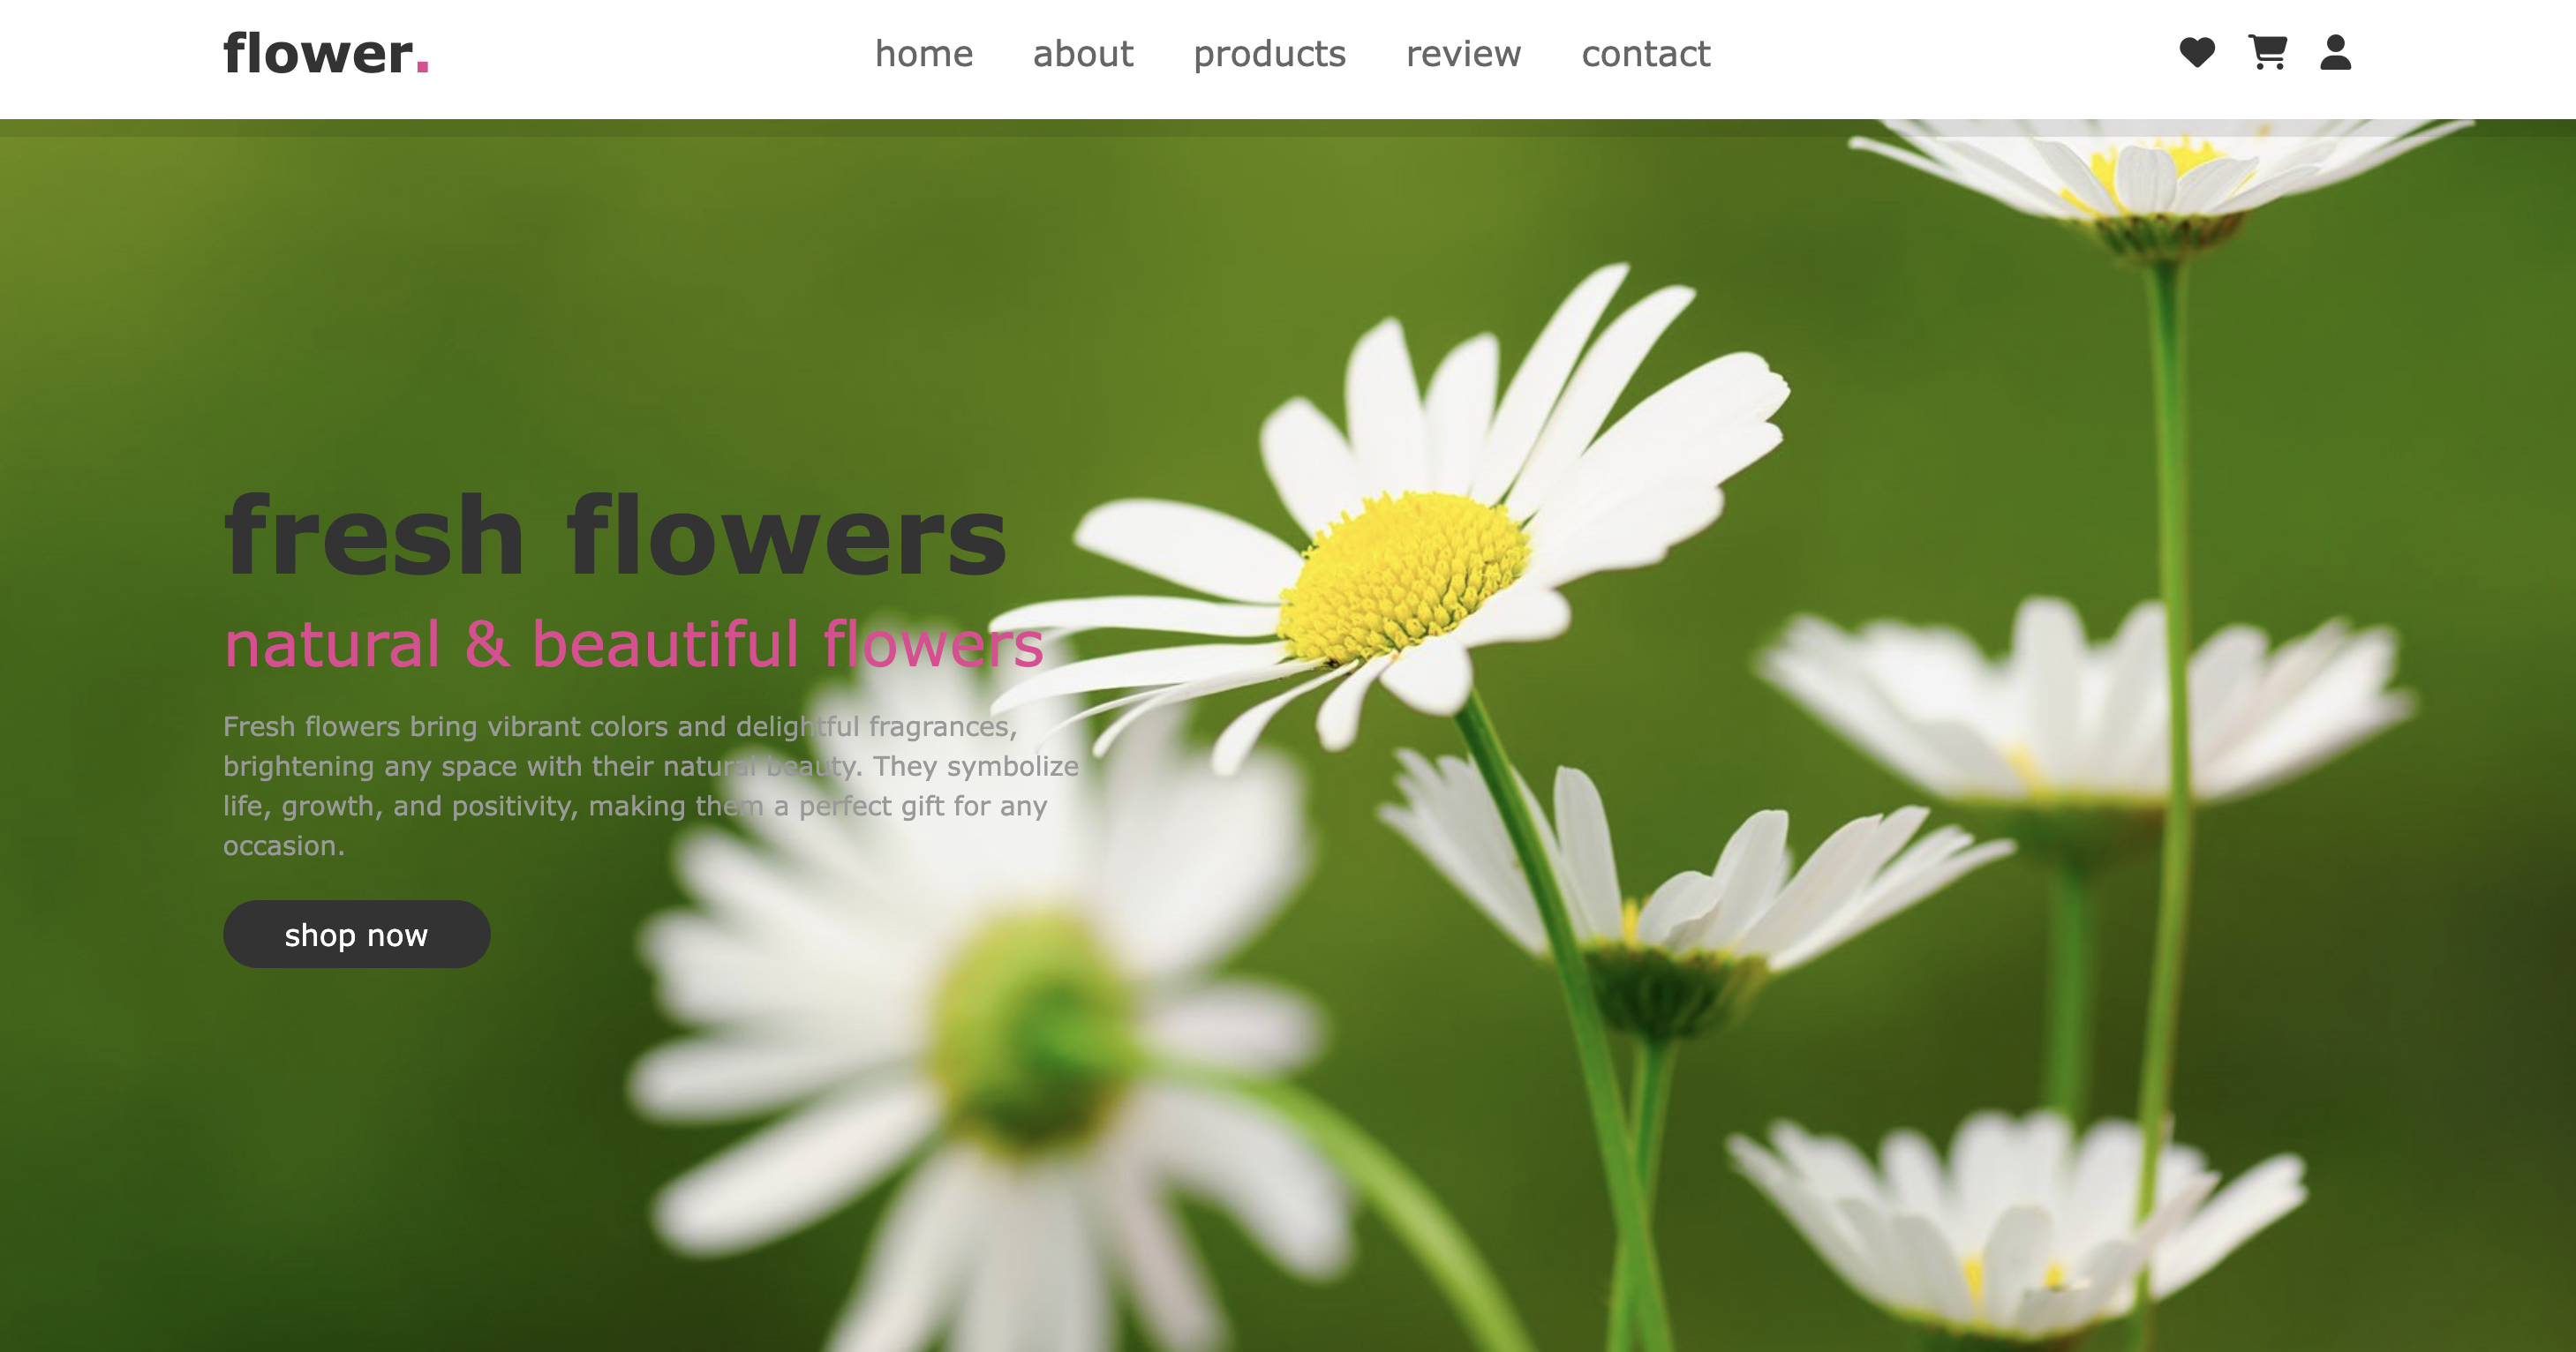 flower.
home about products review contact
fresh flowers
natural & beautiful flowers
Fresh flowers bring vibrant colors and delightful fragrances,
brightening any space with their natural beauty. They symbolize
life, growth, and positivity, making them a perfect gift for any
occasion.
shop now